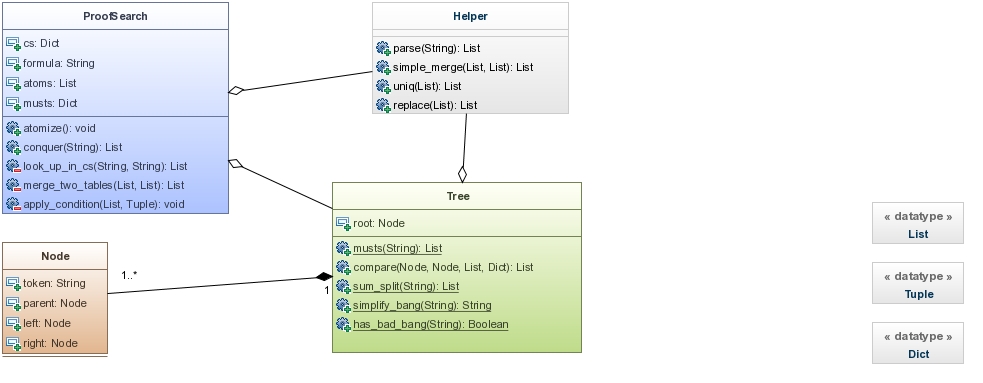 ProofSearch
cs: Dict
formula: String
atoms: List
musts: Dict
atomize(): void
conquer(String): List
look_up_in_cs(String, String): List
merge_two_tables(List, List): List
apply_condition(List, Tuple): void
Helper
parse(String): List
simple_merge(List, List): List
uniq(List): List
replace(List): List
Tree
root: Node
musts(String): List
compare(Node, Node, List, Dict): List
sum_split(String): List
simplify_bang(String): String
has_bad_bang(String): Boolean
Node
token: String
parent: Node
left: Node
right: Node
1..*
1
« datatype »
List
« datatype »
Tuple
« datatype »
Dict